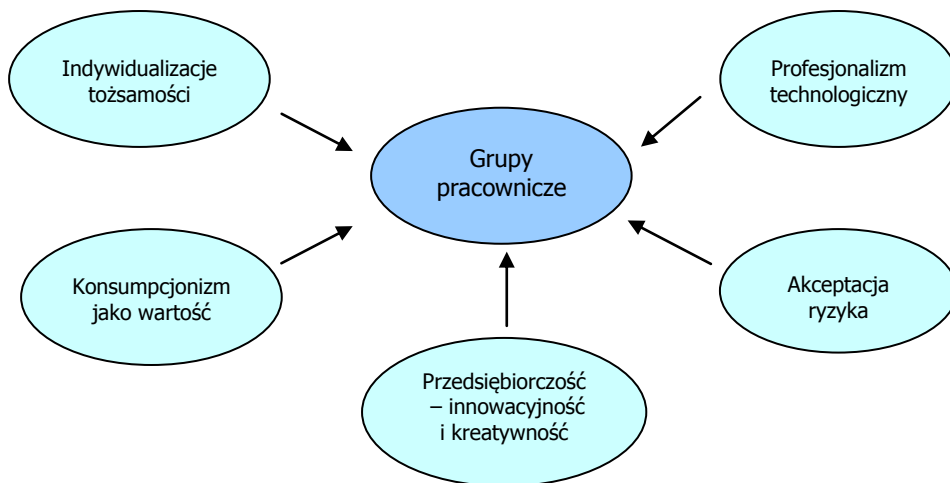 Indywidualizacje
tożsamości
Profesjonalizm
technologiczny
Grupy
pracownicze
Konsumpcjonizm
jako wartość
Akceptacja
ryzyka
Przedsiębiorczość
– innowacyjność
i kreatywność